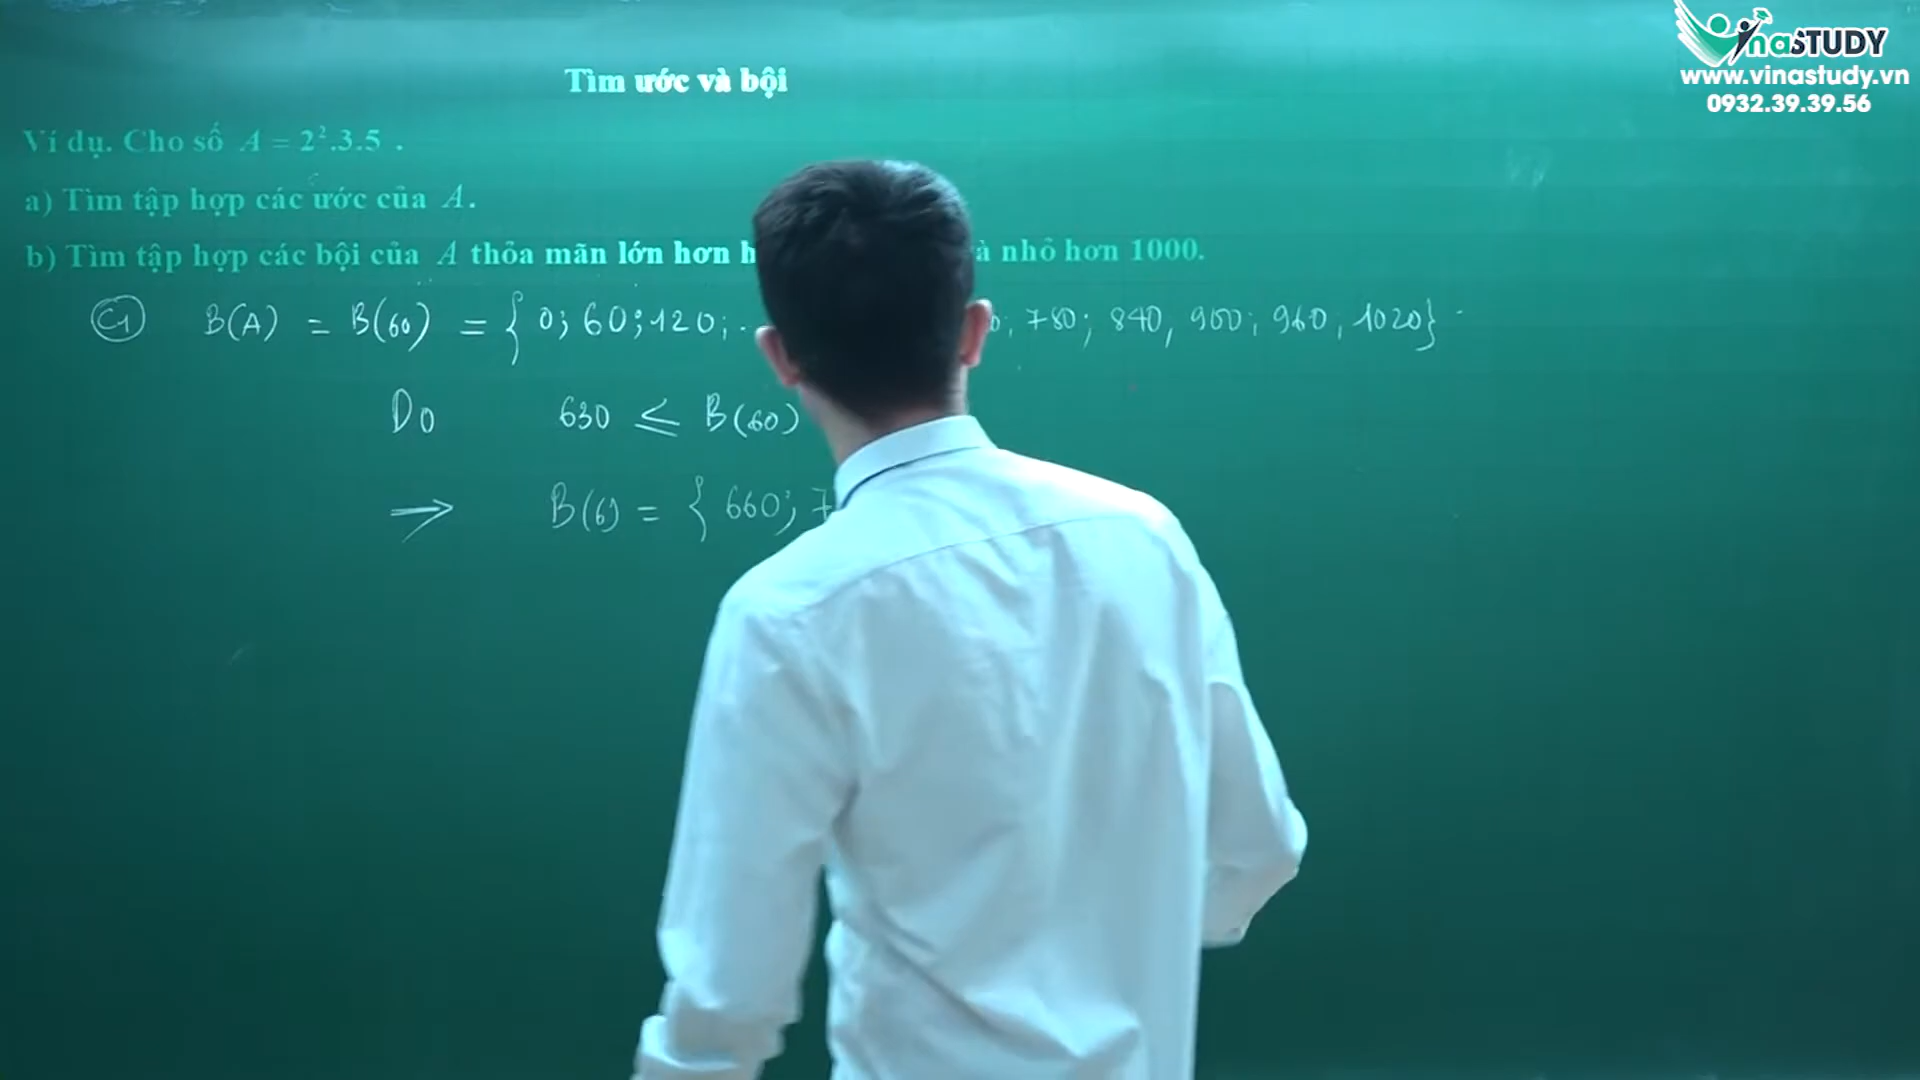 VinaSTUDY
www.vinastudy.vn
0932.39.39.56
Tìm ước và bội
Ví dụ. Cho số A = 2².3.5 .
a) Tìm tập hợp các ước của A.
b) Tìm tập hợp các bội của A thỏa mãn lớn hơn nhỏ hơn 1000.
C1 B(A) = B(60) = { 0; 60; 120; . 780; 840, 900; 960, 1020} .
Do 630 ≤ B(60)
→ B(60) = { 660; 7